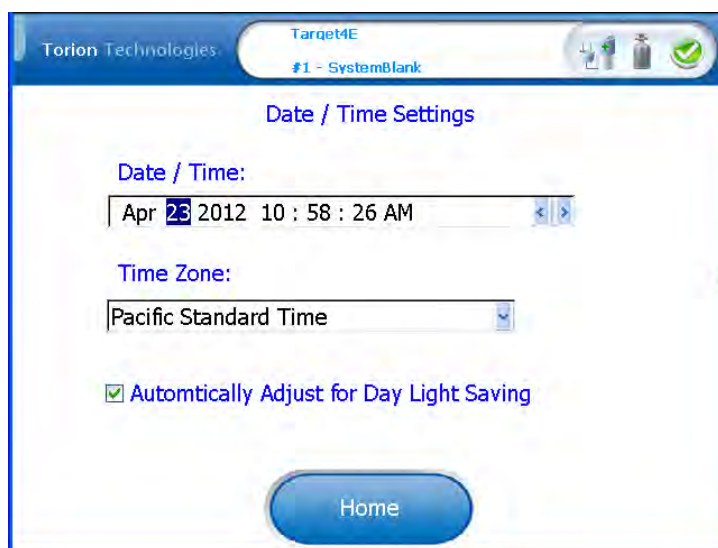 Torion Technologies
Target4E
#1 - SystemBlank
Date / Time Settings
Date / Time:
Apr 23 2012 10 : 58 : 26 AM
Time Zone:
Pacific Standard Time
Automtically Adjust for Day Light Saving
Home